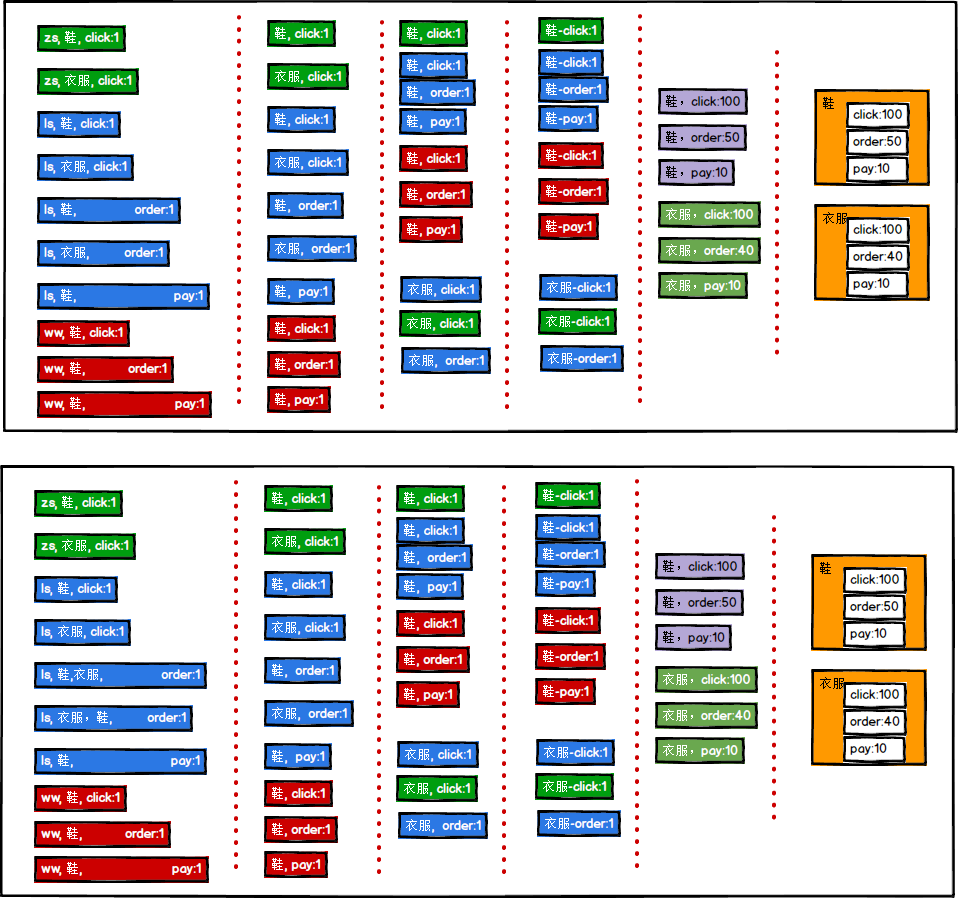 zs, 鞋, click:1
zs, 衣服, click:1
ls, 鞋, click:1
ls, 衣服, click:1
ls, 鞋, order:1
ls, 衣服, order:1
ls, 鞋, pay:1
ww, 鞋, click:1
ww, 鞋, order:1
ww, 鞋, pay:1
鞋, click:1
衣服, click:1
鞋, click:1
衣服, click:1
鞋, order:1
衣服, order:1
鞋, pay:1
鞋, click:1
鞋, order:1
鞋, pay:1
鞋, click:1
鞋, click:1
鞋, order:1
鞋, pay:1
鞋, click:1
鞋, order:1
鞋, pay:1
衣服, click:1
衣服, click:1
衣服, order:1
鞋-click:1
鞋-click:1
鞋-order:1
鞋-pay:1
鞋-click:1
鞋-order:1
鞋-pay:1
衣服-click:1
衣服-click:1
衣服-order:1
鞋，click:100
鞋，order:50
鞋，pay:10
衣服，click:100
衣服，order:40
衣服，pay:10
鞋
click:100
order:50
pay:10
衣服
click:100
order:40
pay:10
zs, 鞋, click:1
zs, 衣服, click:1
ls, 鞋, click:1
ls, 衣服, click:1
ls, 鞋,衣服, order:1
ls, 衣服，鞋, order:1
ls, 鞋, pay:1
ww, 鞋, click:1
ww, 鞋, order:1
ww, 鞋, pay:1
鞋, click:1
衣服, click:1
鞋, click:1
衣服, click:1
鞋, order:1
衣服, order:1
鞋, pay:1
鞋, click:1
鞋, order:1
鞋, pay:1
鞋, click:1
鞋, click:1
鞋, order:1
鞋, pay:1
鞋, click:1
鞋, order:1
鞋, pay:1
衣服, click:1
衣服, click:1
衣服, order:1
鞋-click:1
鞋-click:1
鞋-order:1
鞋-pay:1
鞋-click:1
鞋-order:1
鞋-pay:1
衣服-click:1
衣服-click:1
衣服-order:1
鞋，click:100
鞋，order:50
鞋，pay:10
衣服，click:100
衣服，order:40
衣服，pay:10
鞋
click:100
order:50
pay:10
衣服
click:100
order:40
pay:10